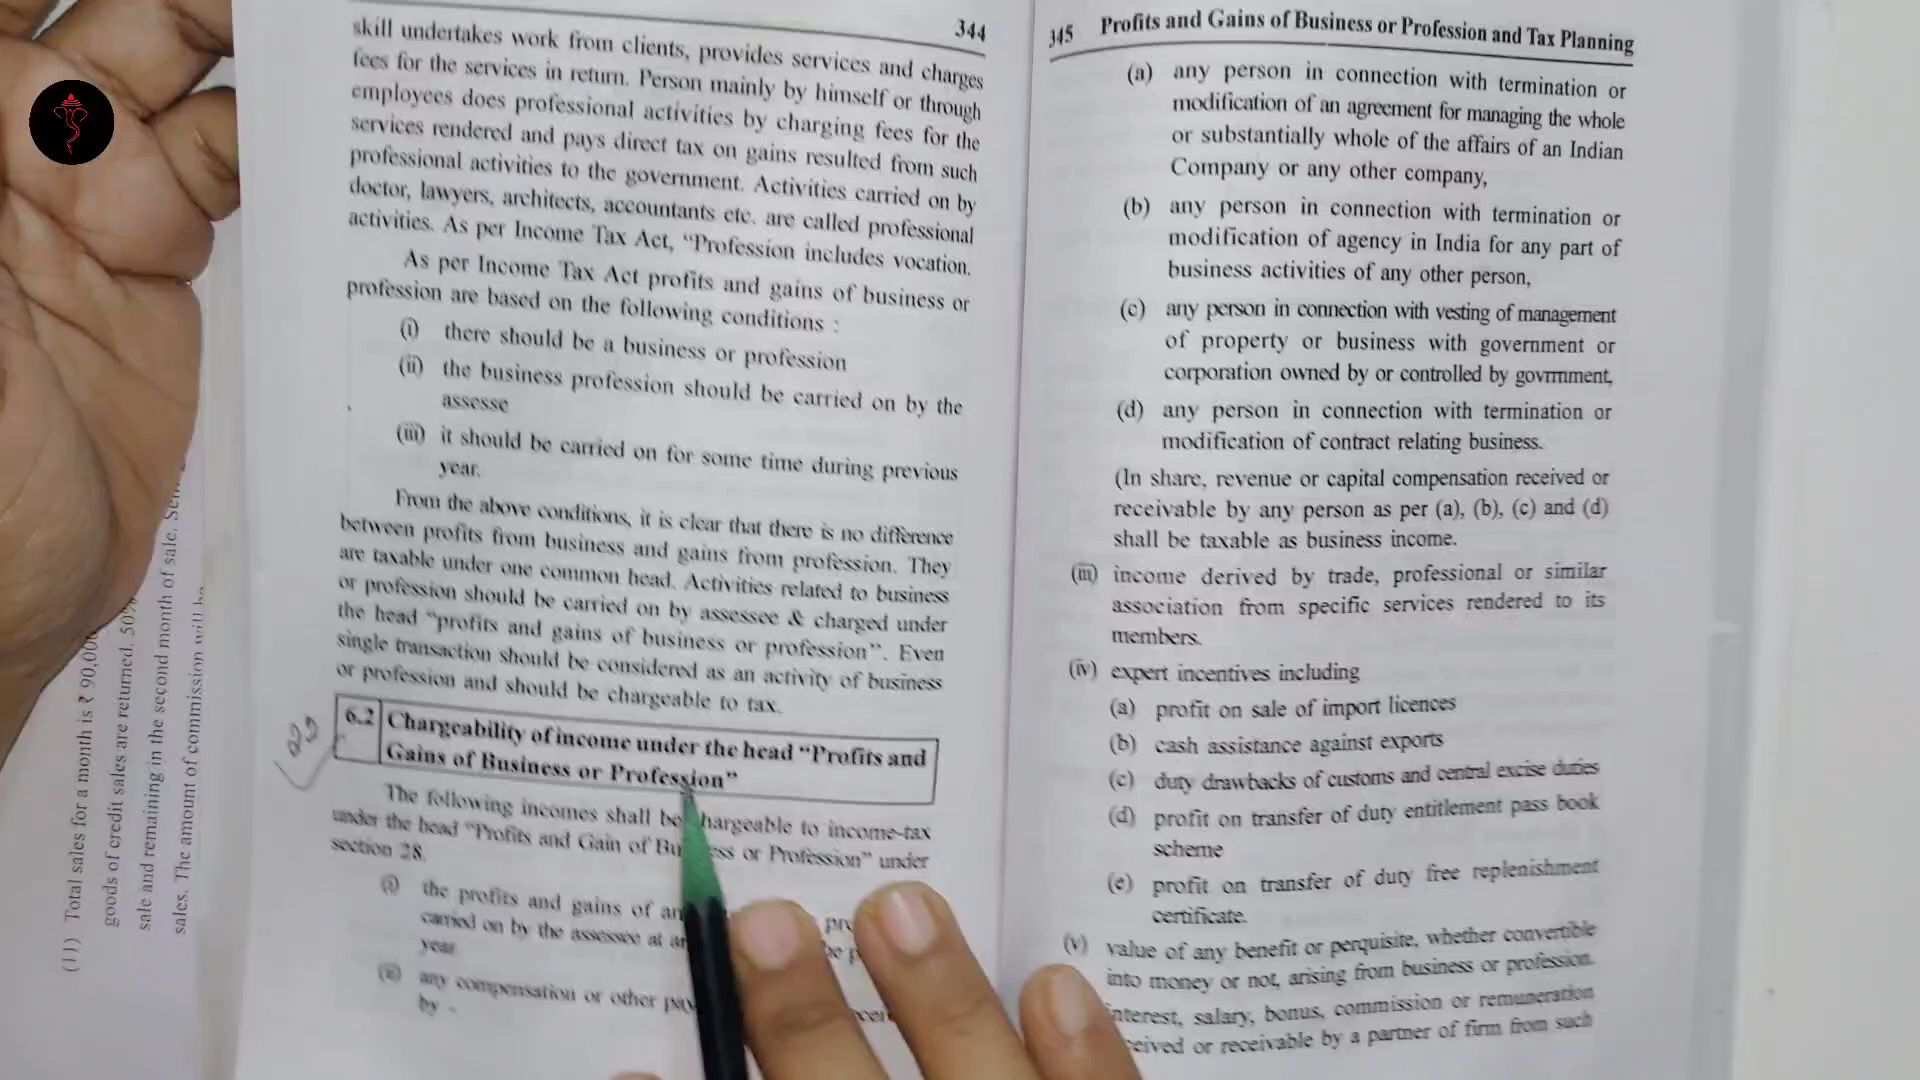 344
skill undertakes work from clients, provides services and charges
fees for the services in return. Person mainly by himself or through
employees does professional activities by charging fees for the
services rendered and pays direct tax on gains resulted from such
professional activities to the government. Activities carried on by
doctor, lawyers, architects, accountants etc. are called professional
activities. As per Income Tax Act, “Profession includes vocation.
As per Income Tax Act profits and gains of business or
profession are based on the following conditions :
(i) there should be a business or profession
(ii) the business profession should be carried on by the
assesse
(iii) it should be carried on for some time during previous
year.
From the above conditions, it is clear that there is no difference
between profits from business and gains from profession. They
are taxable under one common head. Activities related to business
or profession should be carried on by assessee & charged under
the head “profits and gains of business or profession”. Even
single transaction should be considered as an activity of business
or profession and should be chargeable to tax.
6.2 Chargeability of income under the head “Profits and
Gains of Business or Profession”
The following incomes shall be chargeable to income-tax
under the head “Profits and Gain of or Profession” under
section 28.
(i) the profits and gains of
carried on by the assessee at
year
(ii) any compensation or other
by -
345 Profits and Gains of Business or Profession and Tax Planning
(a) any person in connection with termination or
modification of an agreement for managing the whole
or substantially whole of the affairs of an Indian
Company or any other company,
(b) any person in connection with termination or
modification of agency in India for any part of
business activities of any other person,
(c) any person in connection with vesting of management
of property or business with government or
corporation owned by or controlled by govrrnment,
(d) any person in connection with termination or
modification of contract relating business.
(In share, revenue or capital compensation received or
receivable by any person as per (a), (b), (c) and (d)
shall be taxable as business income.
(iii) income derived by trade, professional or similar
association from specific services rendered to its
members.
(iv) expert incentives including
(a) profit on sale of import licences
(b) cash assistance against exports
(c) duty drawbacks of customs and central excise duties
(d) profit on transfer of duty entitlement pass book
scheme
(e) profit on transfer of duty free replenishment
certificate.
(v) value of any benefit or perquisite, whether convertible
into money or not, arising from business or profession.
interest, salary, bonus, commission or remuneration
or receivable by a partner of firm from such
(11) Total sales for a month is ₹ 90,000
goods of credit sales are returned. 50%
sale and remaining in the second month of sale.
sales. The amount of commission will be